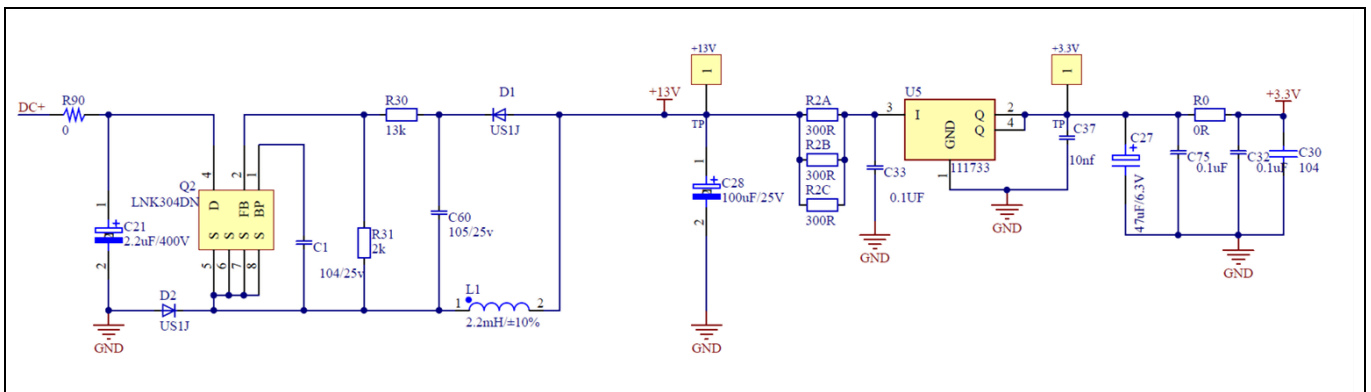 DC+
R90
0
1
C21
2.2uF/400V
2
GND
D2
US1J
Q2
LNK304DN
4
2
1
D
FB
BP
S
S
S
S
5
6
7
8
C1
104/25v
R30
13k
R31
2k
C60
105/25v
D1
US1J
L1
1
2
2.2mH/±10%
+13V
+13V
1
TP
1
C28
100uF/25V
2
GND
R2A
300R
R2B
300R
R2C
300R
C33
0.1UF
GND
U5
3
I
Q
Q
2
4
GND
1
111733
GND
+3.3V
1
TP
C37
10nf
C27
47uF/6.3V
C75
0.1uF
R0
0R
C32
0.1uF
GND
+3.3V
C30
104